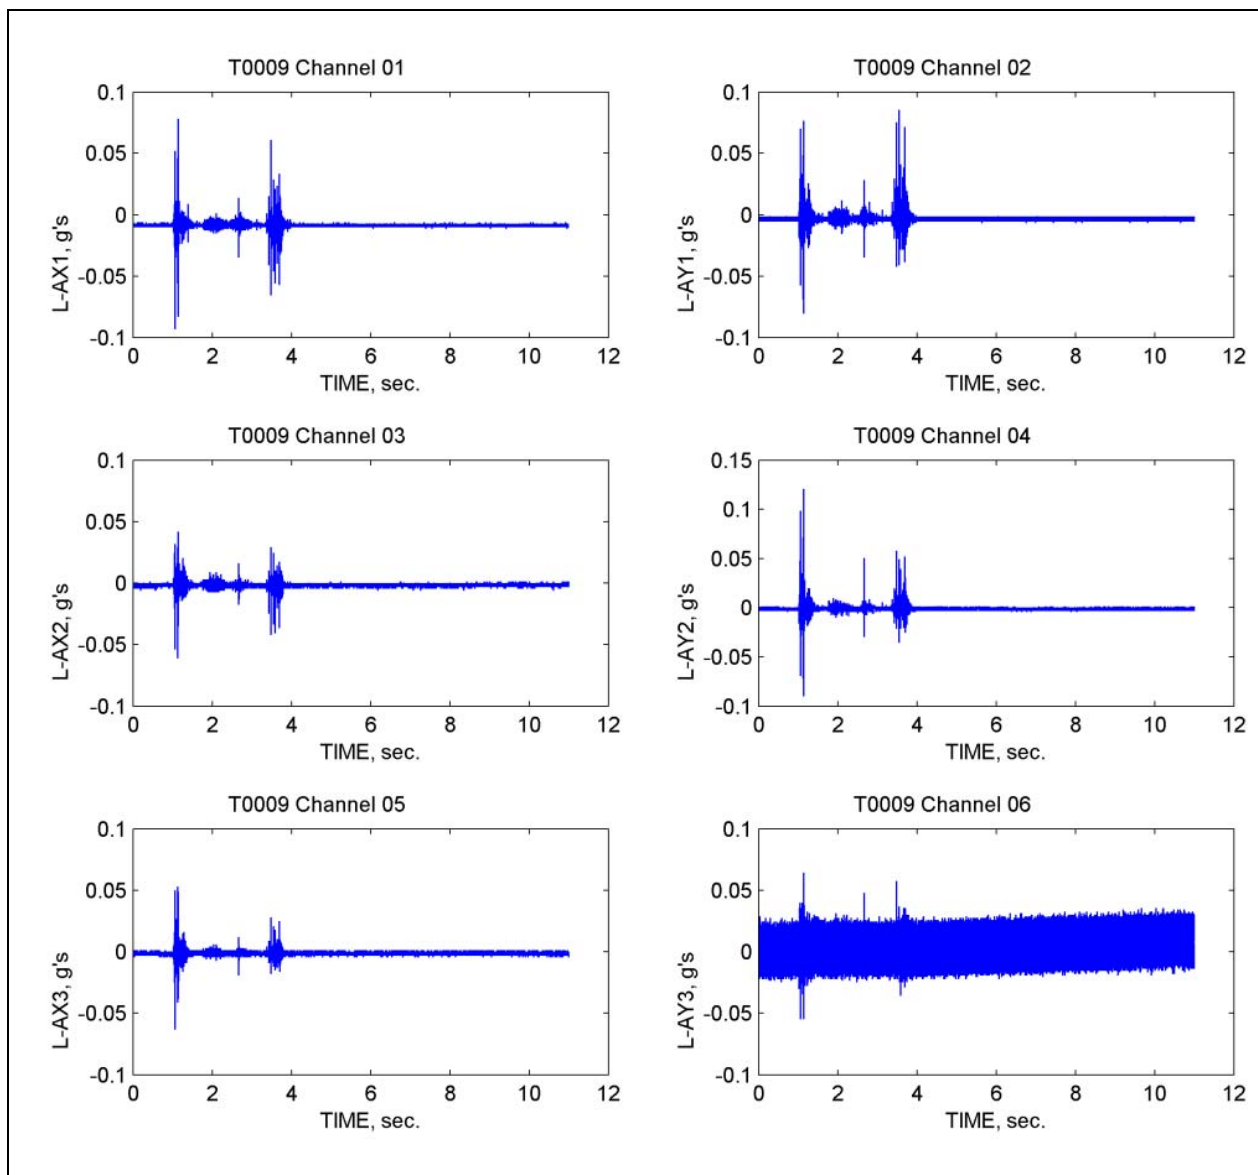 T0009 Channel 01
0.1
0.05
0
-0.05
-0.1
L-AX1, g's
0 2 4 6 8 10 12
TIME, sec.
T0009 Channel 02
0.1
0.05
0
-0.05
-0.1
L-AY1, g's
0 2 4 6 8 10 12
TIME, sec.
T0009 Channel 03
0.1
0.05
0
-0.05
-0.1
L-AX2, g's
0 2 4 6 8 10 12
TIME, sec.
T0009 Channel 04
0.15
0.1
0.05
0
-0.05
-0.1
L-AY2, g's
0 2 4 6 8 10 12
TIME, sec.
T0009 Channel 05
0.1
0.05
0
-0.05
-0.1
L-AX3, g's
0 2 4 6 8 10 12
TIME, sec.
T0009 Channel 06
0.1
0.05
0
-0.05
-0.1
L-AY3, g's
0 2 4 6 8 10 12
TIME, sec.